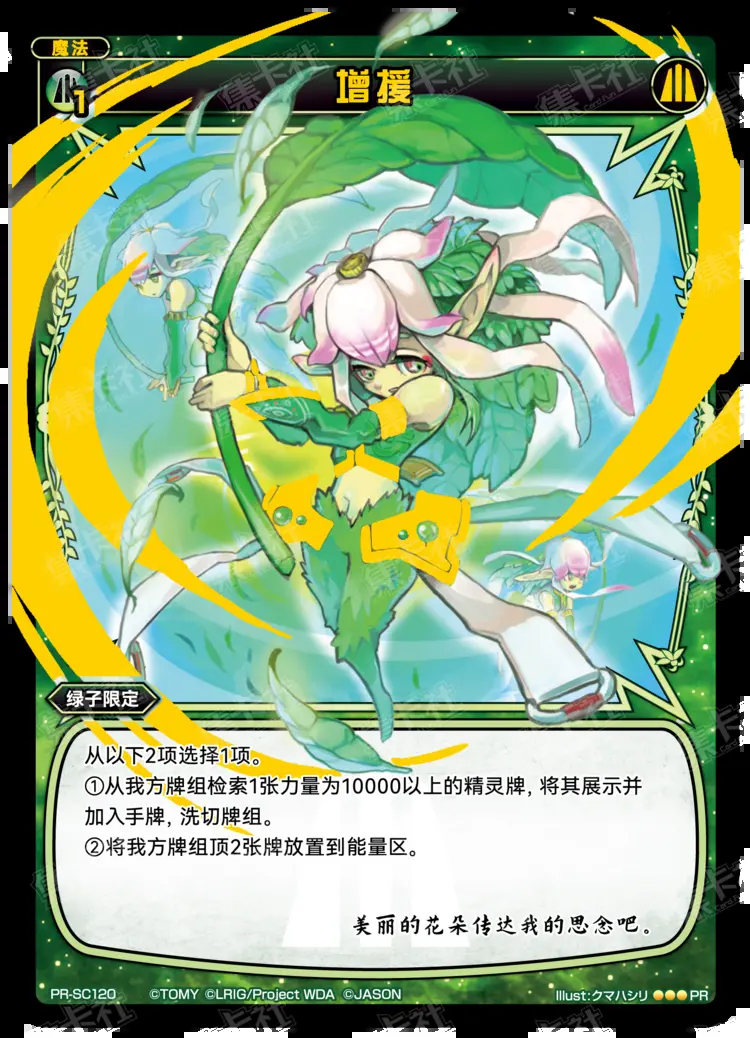 魔法
增援
1
绿子限定
从以下2项选择1项。
①从我方牌组检索1张力量为10000以上的精灵牌, 将其展示并
加入手牌, 洗切牌组。
②将我方牌组顶2张牌放置到能量区。
美丽的花朵传达我的思念吧。
PR-SC120 ©TOMY ©LRIG/Project WDA ©JASON Illust:クマハシリ PR
集卡社